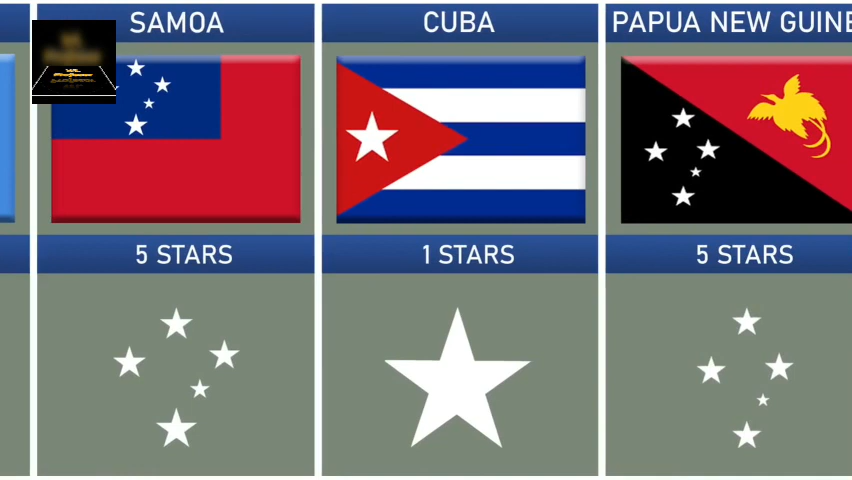 SAMOA
CUBA
PAPUA NEW GUINE
5 STARS
1 STARS
5 STARS